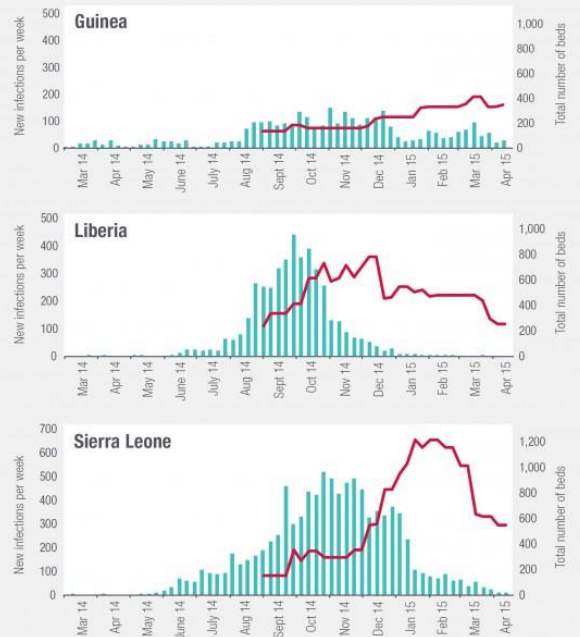 Guinea
New infections per week
500
400
300
200
100
0
Total number of beds
1,000
800
600
400
200
0
Mar 14
Apr 14
May 14
June 14
July 14
Aug 14
Sept 14
Oct 14
Nov 14
Dec 14
Jan 15
Feb 15
Mar 15
Apr 15
Liberia
New infections per week
500
400
300
200
100
0
Total number of beds
1,000
800
600
400
200
0
Mar 14
Apr 14
May 14
June 14
July 14
Aug 14
Sept 14
Oct 14
Nov 14
Dec 14
Jan 15
Feb 15
Mar 15
Apr 15
Sierra Leone
New infections per week
700
600
500
400
300
200
100
0
Total number of beds
1,200
1,000
800
600
400
200
0
Mar 14
Apr 14
May 14
June 14
July 14
Aug 14
Sept 14
Oct 14
Nov 14
Dec 14
Jan 15
Feb 15
Mar 15
Apr 15